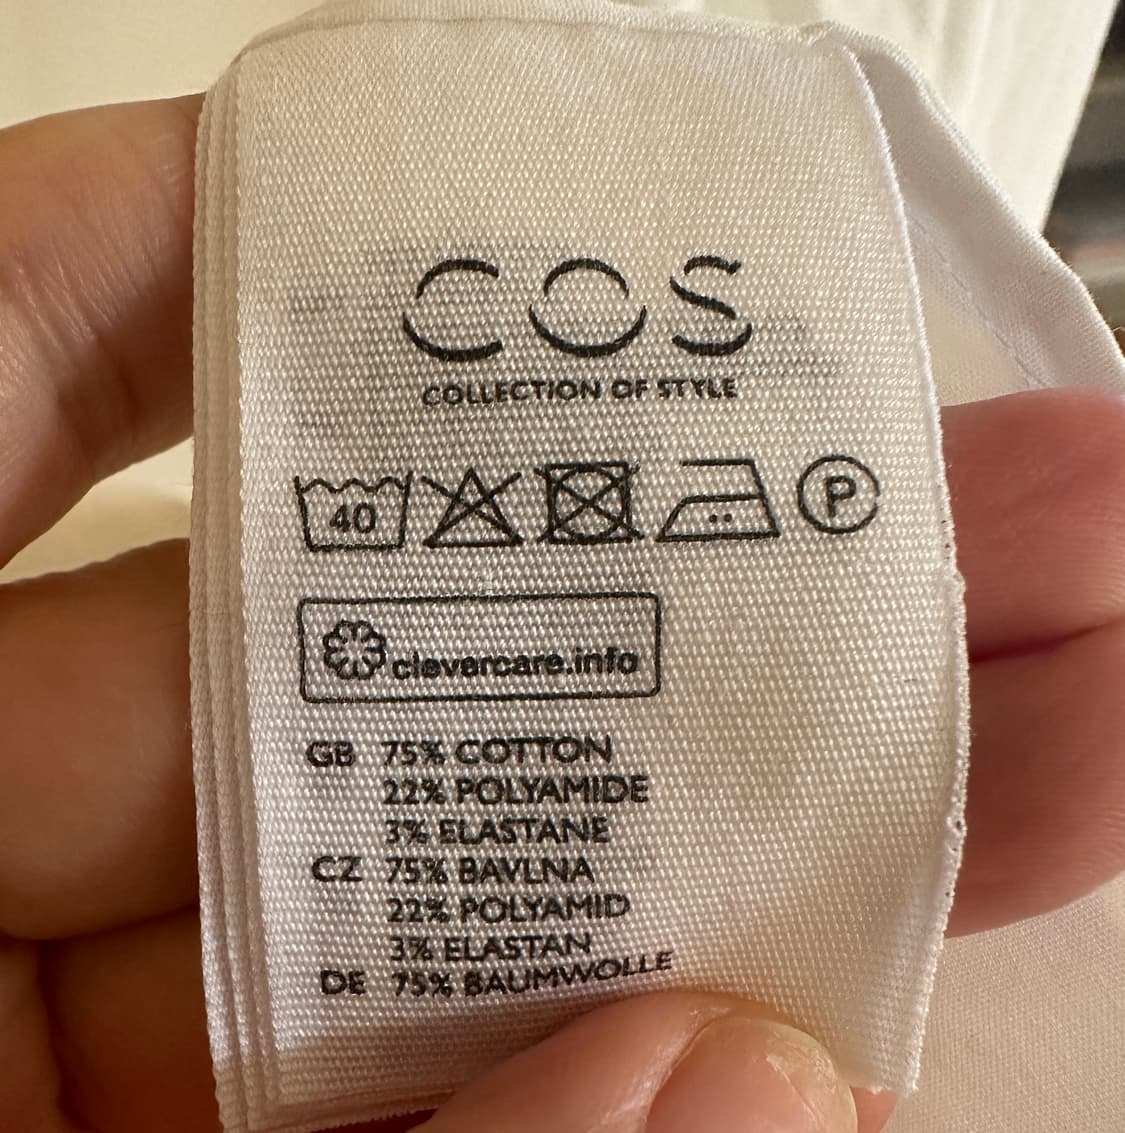 COS
COLLECTION OF STYLE
40 P
clevercare.info
GB 75% COTTON
22% POLYAMIDE
3% ELASTANE
CZ 75% BAVLNA
22% POLYAMID
3% ELASTAN
DE 75% BAUMWOLLE